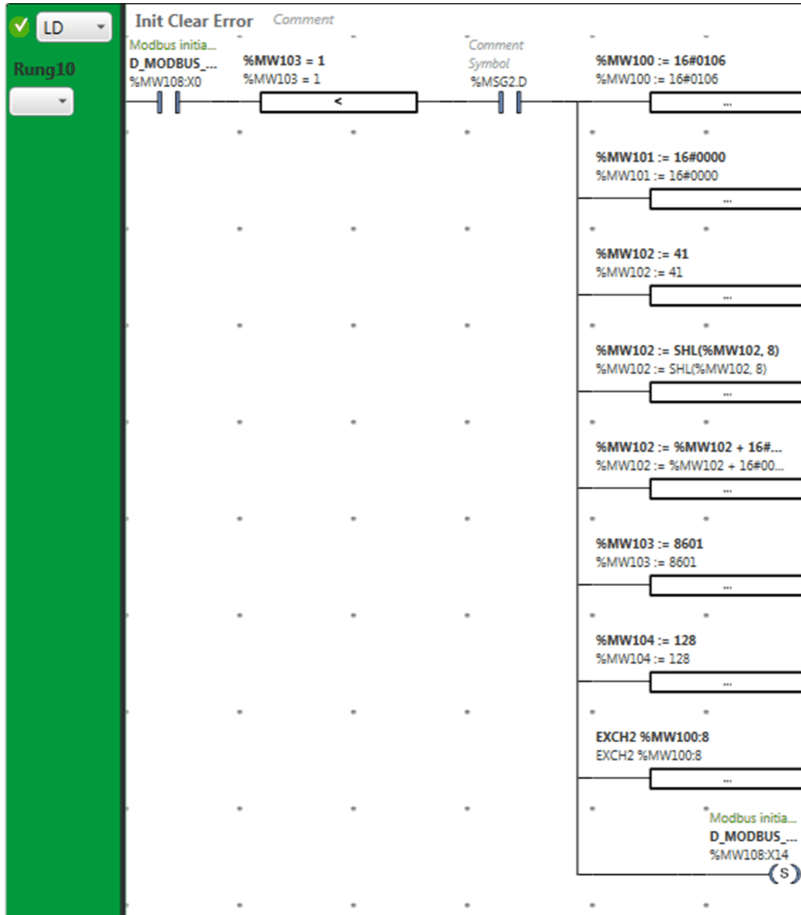 LD
Init Clear Error Comment
Rung10
Modbus initia...
D_MODBUS_...
%MW108:X0
%MW103 = 1
%MW103 = 1
<
Comment
Symbol
%MSG2.D
%MW100 := 16#0106
%MW100 := 16#0106
...
%MW101 := 16#0000
%MW101 := 16#0000
...
%MW102 := 41
%MW102 := 41
...
%MW102 := SHL(%MW102, 8)
%MW102 := SHL(%MW102, 8)
...
%MW102 := %MW102 + 16#...
%MW102 := %MW102 + 16#00...
...
%MW103 := 8601
%MW103 := 8601
...
%MW104 := 128
%MW104 := 128
...
EXCH2 %MW100:8
EXCH2 %MW100:8
...
Modbus initia...
D_MODBUS_...
%MW108:X14
S